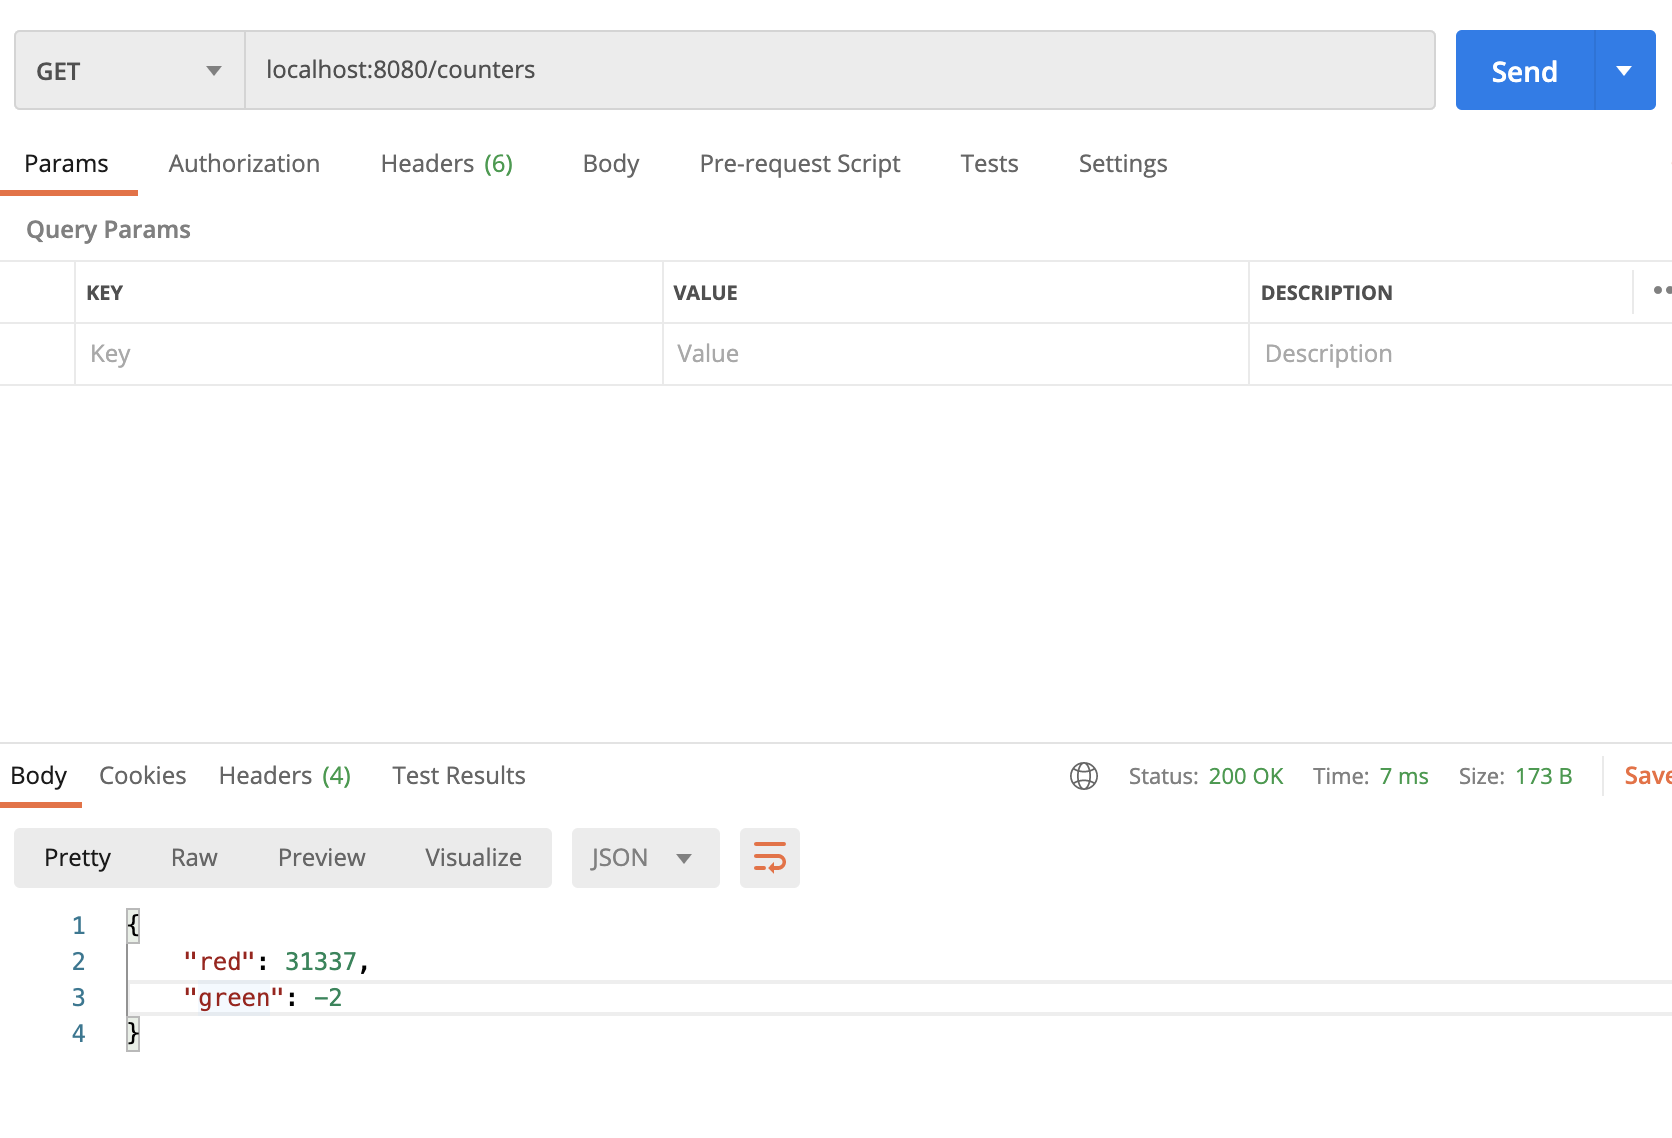 GET localhost:8080/counters Send
Params Authorization Headers (6) Body Pre-request Script Tests Settings
Query Params
KEY VALUE DESCRIPTION
Key Value Description
Body Cookies Headers (4) Test Results Status: 200 OK Time: 7 ms Size: 173 B Save
Pretty Raw Preview Visualize JSON
1 {
2 "red": 31337,
3 "green": -2
4 }